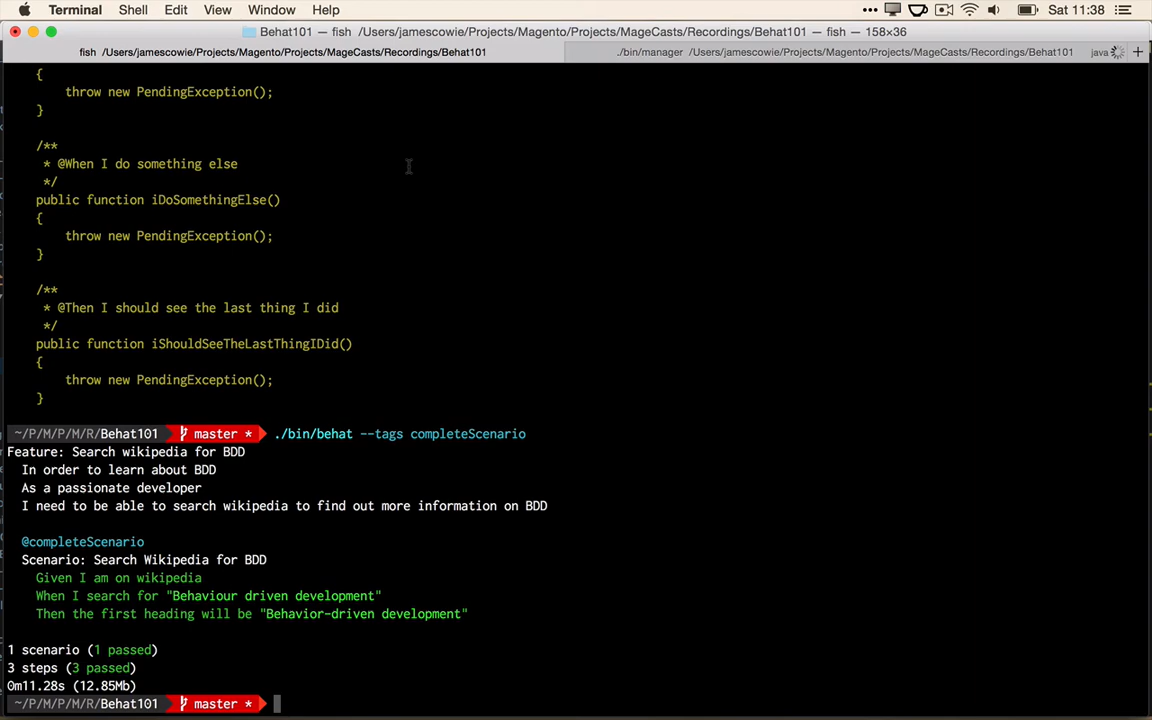 Terminal Shell Edit View Window Help Sat 11:38
Behat101 — fish /Users/jamescowie/Projects/Magento/Projects/MageCasts/Recordings/Behat101 — fish — 158×36
fish /Users/jamescowie/Projects/Magento/Projects/MageCasts/Recordings/Behat101
./bin/manager /Users/jamescowie/Projects/Magento/Projects/MageCasts/Recordings/Behat101 java
{
throw new PendingException();
}
/**
* @When I do something else
*/
public function iDoSomethingElse()
{
throw new PendingException();
}
/**
* @Then I should see the last thing I did
*/
public function iShouldSeeTheLastThingIDid()
{
throw new PendingException();
}
~/P/M/P/M/R/Behat101 master * ./bin/behat --tags completeScenario
Feature: Search wikipedia for BDD
In order to learn about BDD
As a passionate developer
I need to be able to search wikipedia to find out more information on BDD
@completeScenario
Scenario: Search Wikipedia for BDD
Given I am on wikipedia
When I search for "Behaviour driven development"
Then the first heading will be "Behavior-driven development"
1 scenario (1 passed)
3 steps (3 passed)
0m11.28s (12.85Mb)
~/P/M/P/M/R/Behat101 master *